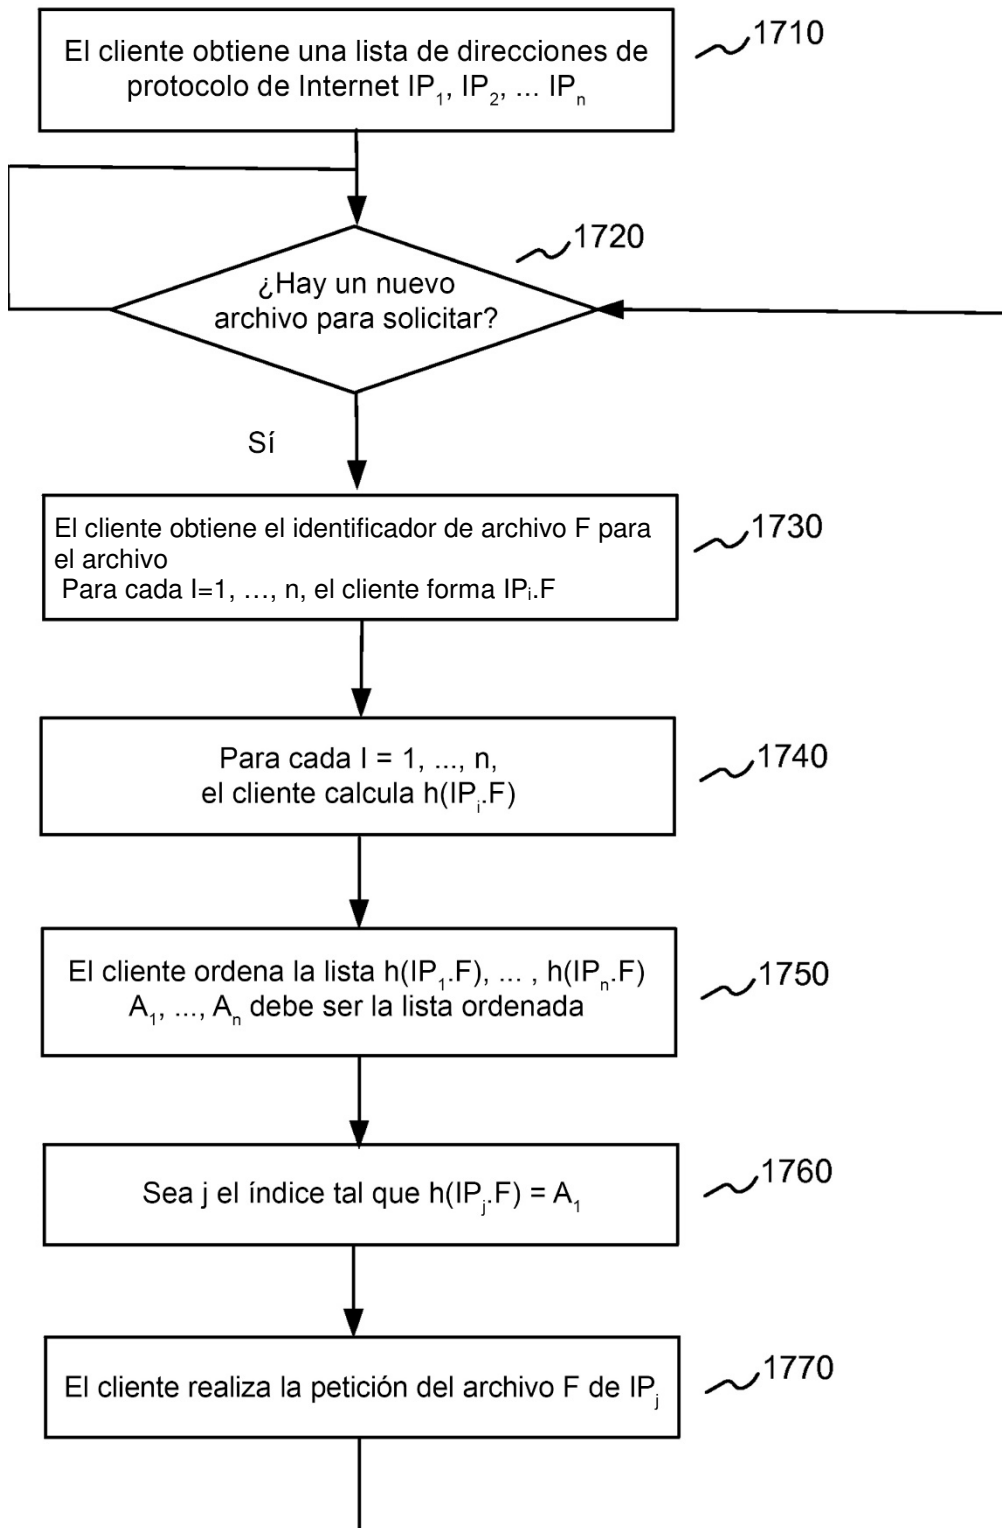 El cliente obtiene una lista de direcciones de
protocolo de Internet IP₁, IP₂, ... IPₙ
1710
1720
¿Hay un nuevo
archivo para solicitar?
Sí
El cliente obtiene el identificador de archivo F para
el archivo
Para cada I=1, ..., n, el cliente forma IPᵢ.F
1730
Para cada I = 1, ..., n,
el cliente calcula h(IPᵢ.F)
1740
El cliente ordena la lista h(IP₁.F), ... , h(IPₙ.F)
A₁, ..., Aₙ debe ser la lista ordenada
1750
Sea j el índice tal que h(IPⱼ.F) = A₁
1760
El cliente realiza la petición del archivo F de IPⱼ
1770